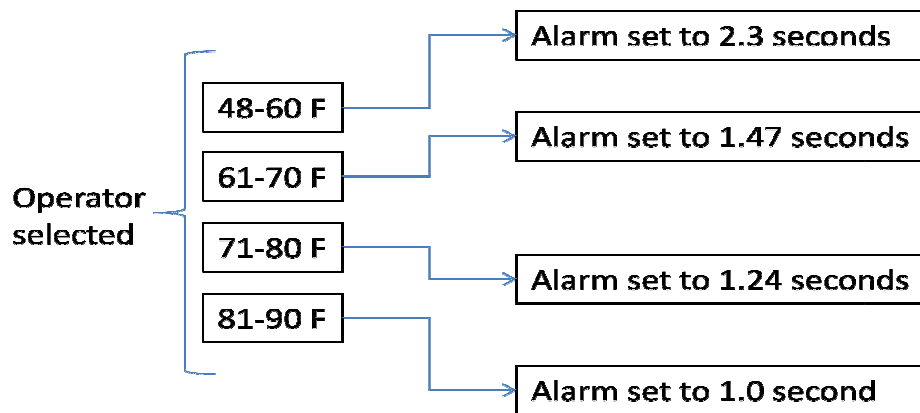 Operator
selected
48-60 F
61-70 F
71-80 F
81-90 F
Alarm set to 2.3 seconds
Alarm set to 1.47 seconds
Alarm set to 1.24 seconds
Alarm set to 1.0 second